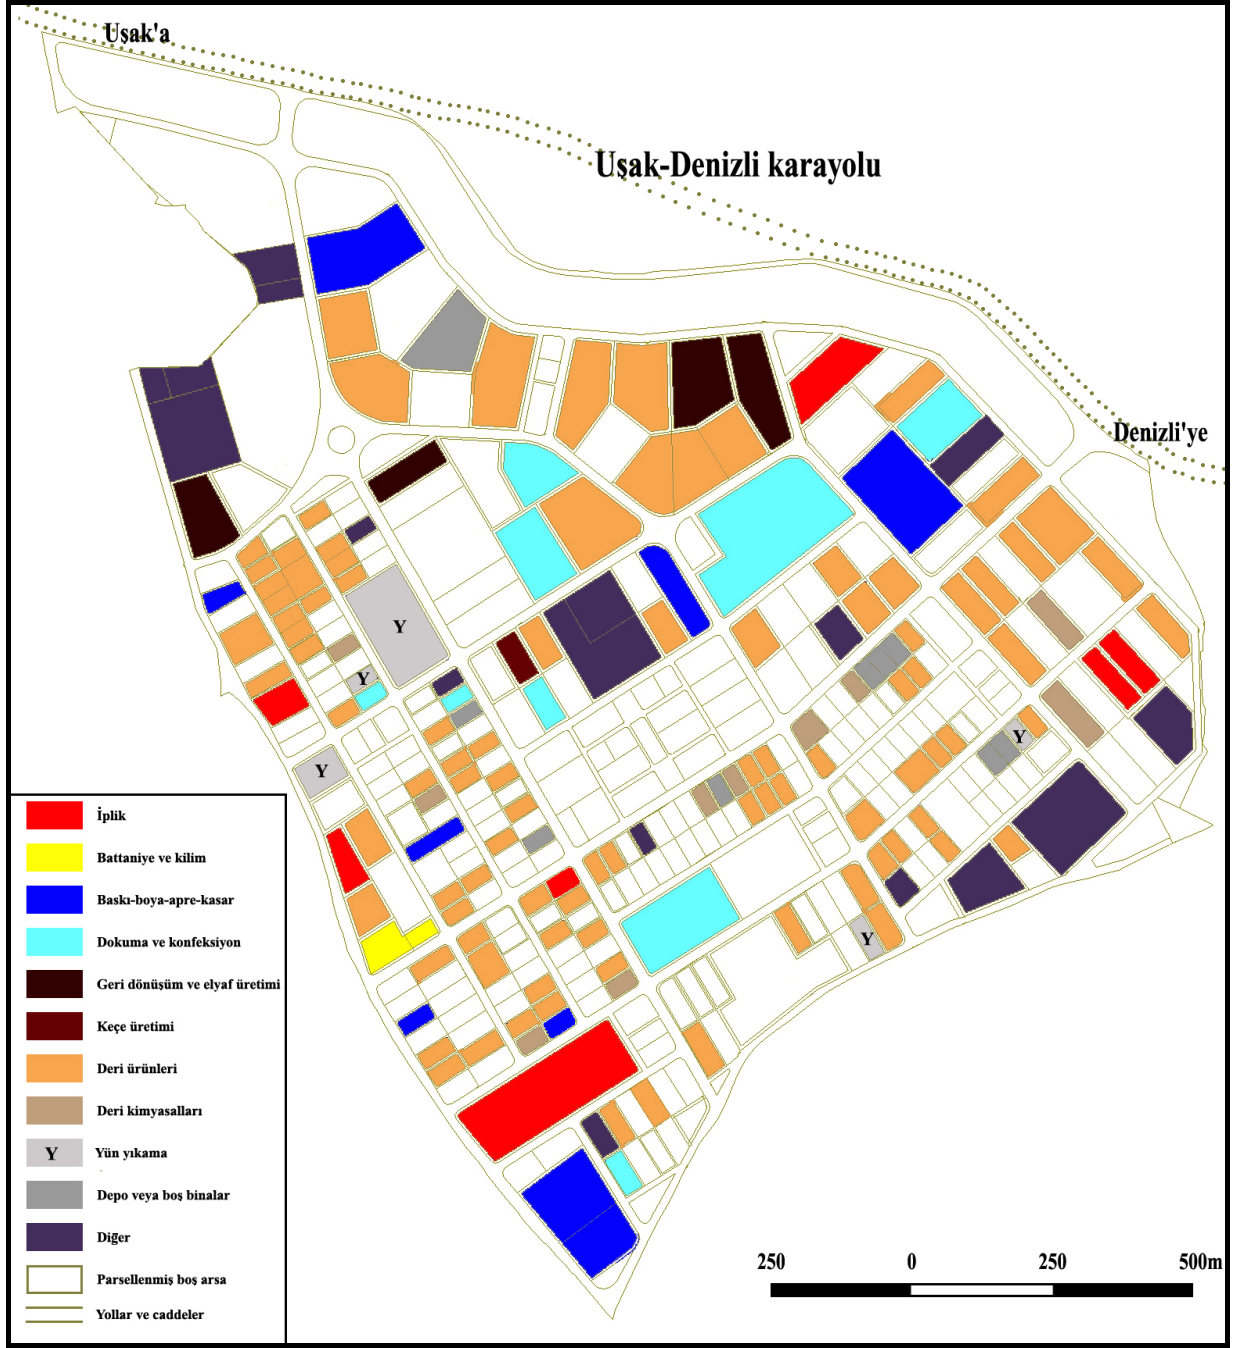 Uşak'a
Uşak-Denizli karayolu
Denizli'ye
Y
Y
Y
Y
Y
İplik
Battaniye ve kilim
Baskı-boya-apre-kasar
Dokuma ve konfeksiyon
Geri dönüşüm ve elyaf üretimi
Keçe üretimi
Deri ürünleri
Deri kimyasalları
Y Yün yıkama
Depo veya boş binalar
Diğer
Parsellenmiş boş arsa
Yollar ve caddeler
250 0 250 500m